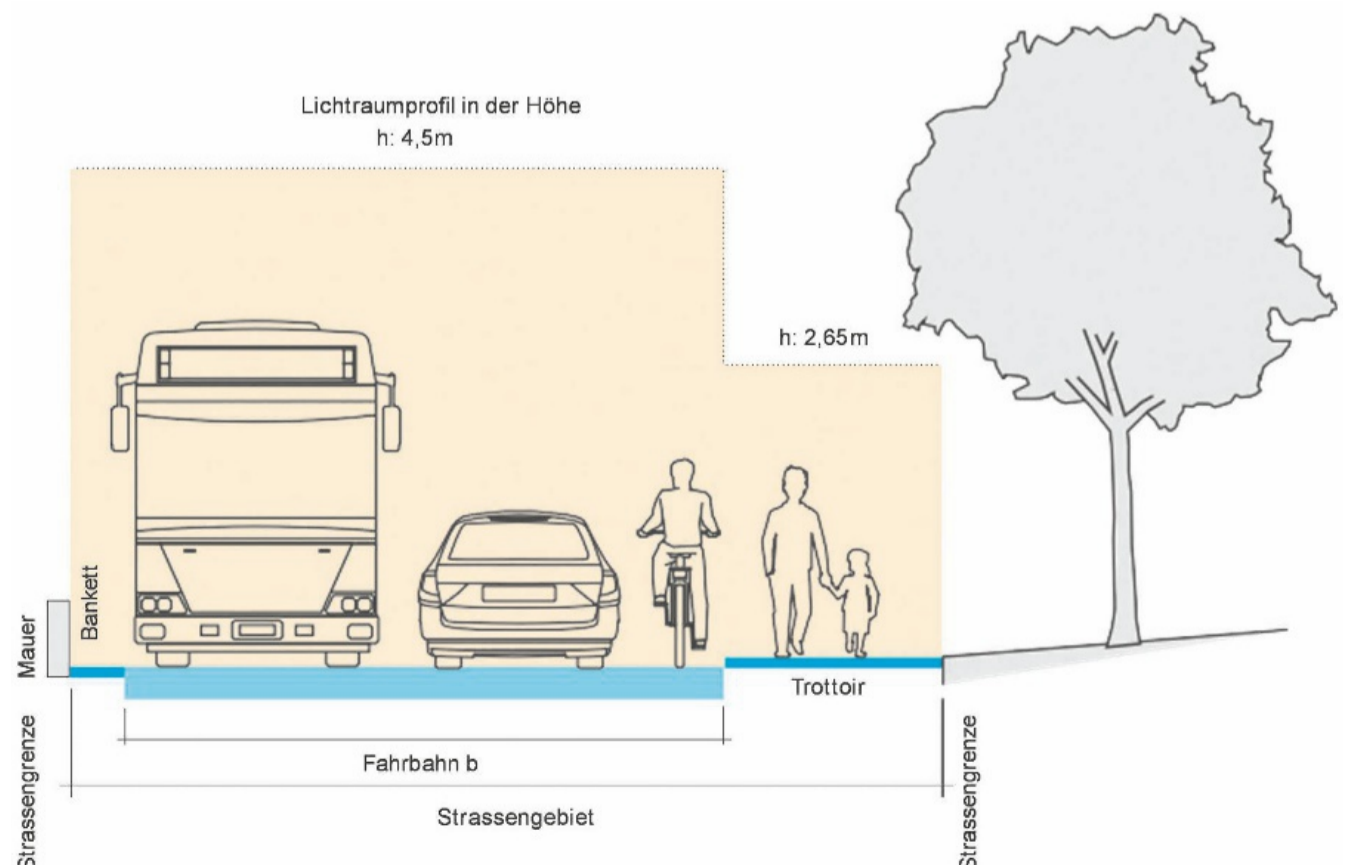 Lichtraumprofil in der Höhe
h: 4,5m
h: 2,65m
Bankett
Mauer
Trottoir
Fahrbahn b
Strassengebiet
Strassengrenze
Strassengrenze